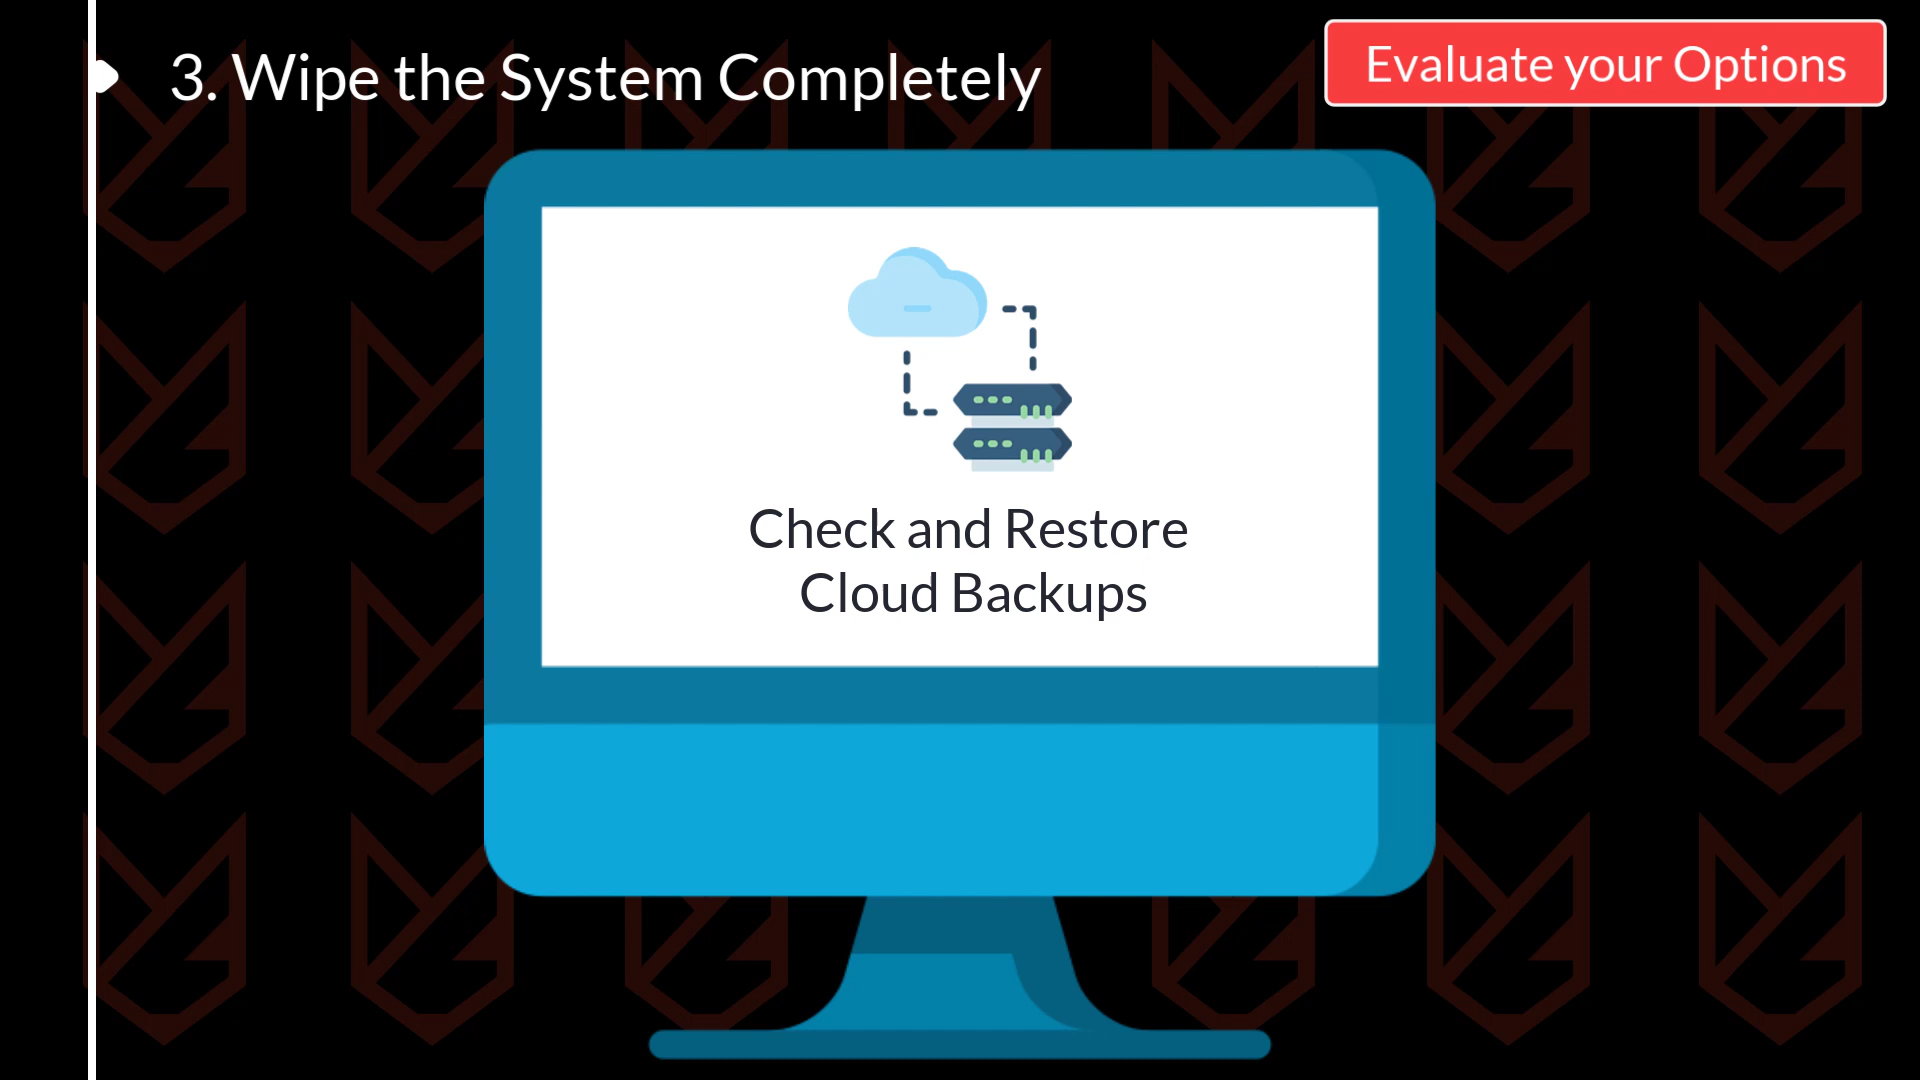 3. Wipe the System Completely
Evaluate your Options
Check and Restore
Cloud Backups